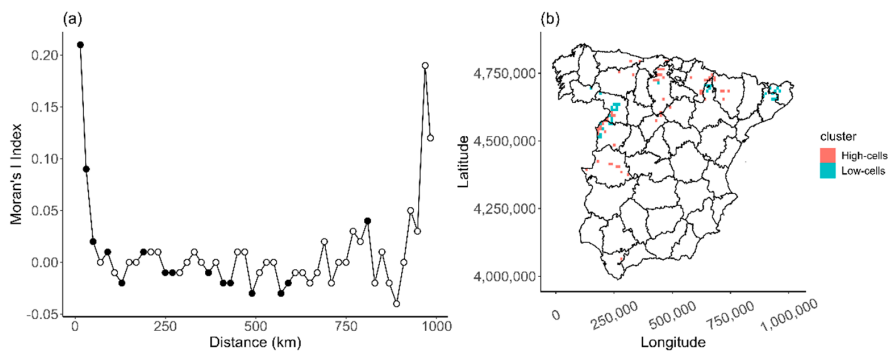 (a)
0.20
0.15
0.10
0.05
0.00
-0.05
Moran's I Index
0
250
500
750
1000
Distance (km)
(b)
4,750,000
4,500,000
4,250,000
4,000,000
Latitude
0
250,000
500,000
750,000
1,000,000
Longitude
cluster
High-cells
Low-cells